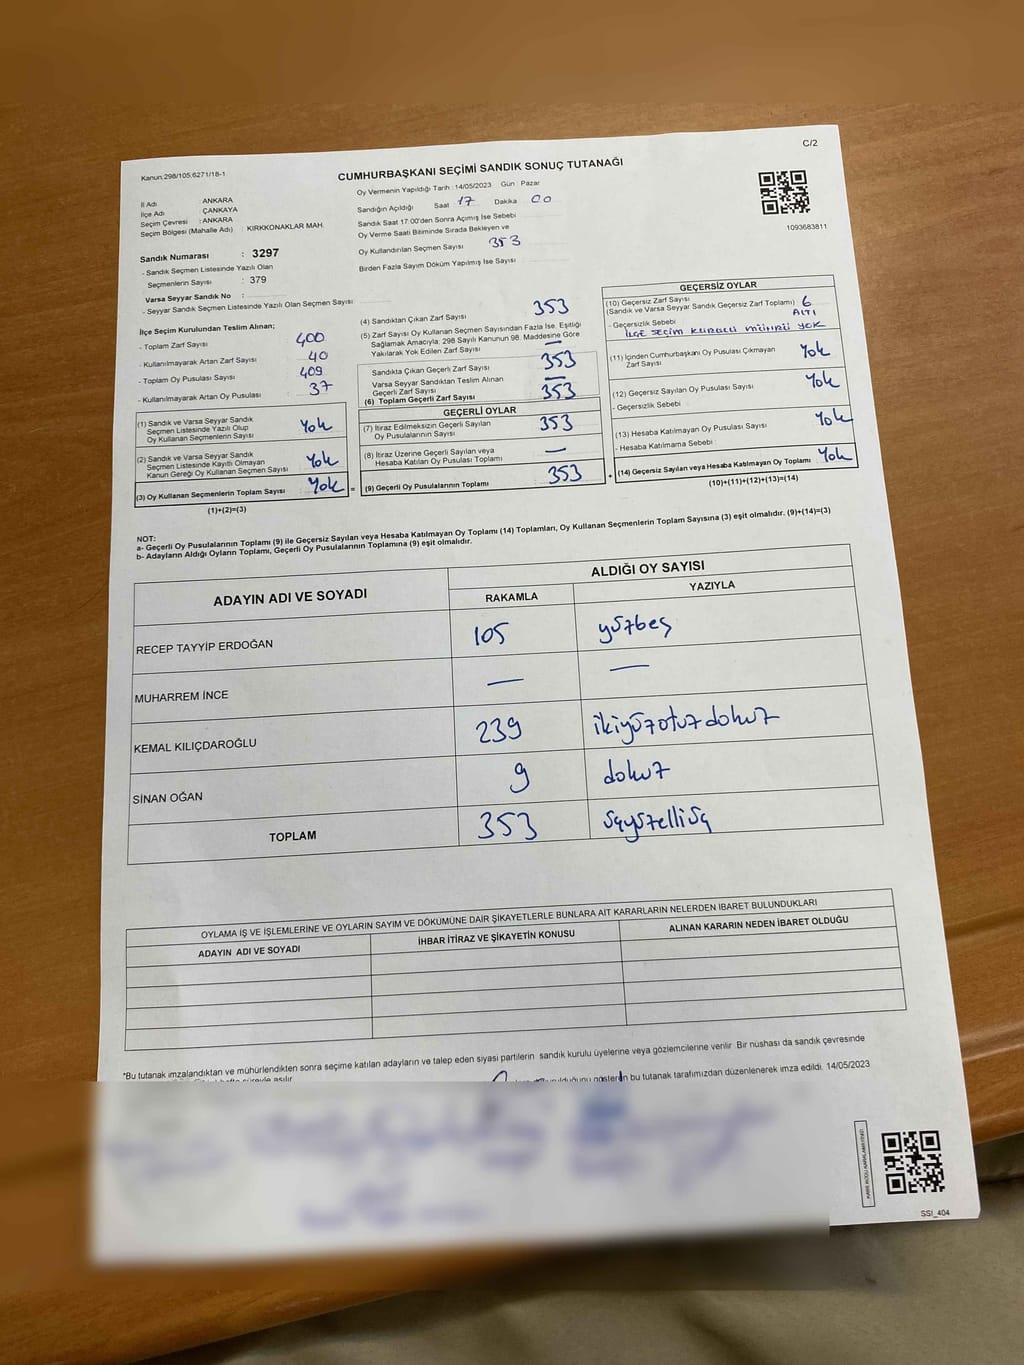 C/2
Kanun.298/105,6271/18-1
CUMHURBAŞKANI SEÇİMİ SANDIK SONUÇ TUTANAĞI
Oy Vermenin Yapıldığı Tarih : 14/05/2023 Gün : Pazar
İl Adı : ANKARA
İlçe Adı : ÇANKAYA
Seçim Çevresi : ANKARA
Seçim Bölgesi (Mahalle Adı) : KIRKKONAKLAR MAH.
Sandığın Açıldığı Saat 17 Dakika 00
Sandık Saat 17:00'den Sonra Açımış İse Sebebi
Oy Verme Saati Bitiminde Sırada Bekleyen ve
Oy Kullandırılan Seçmen Sayısı 353
Birden Fazla Sayım Döküm Yapılmış İse Sayısı :
1093683811
Sandık Numarası : 3297
- Sandık Seçmen Listesinde Yazılı Olan
Seçmenlerin Sayısı : 379
Varsa Seyyar Sandık No :
- Seyyar Sandık Seçmen Listesinde Yazılı Olan Seçmen Sayısı :
İlçe Seçim Kurulundan Teslim Alınan;
- Toplam Zarf Sayısı : 400
- Kullanılmayarak Artan Zarf Sayısı : 40
- Toplam Oy Pusulası Sayısı : 409
- Kullanılmayarak Artan Oy Pusulası : 37
(1) Sandık ve Varsa Seyyar Sandık
Seçmen Listesinde Yazılı Olup
Oy Kullanan Seçmenlerin Sayısı : Yok
(2) Sandık ve Varsa Seyyar Sandık
Seçmen Listesinde Kayıtlı Olmayan
Kanun Gereği Oy Kullanan Seçmen Sayısı : Yok
(3) Oy Kullanan Seçmenlerin Toplam Sayısı : Yok =
(1)+(2)=(3)
(4) Sandıktan Çıkan Zarf Sayısı : 353
(5) Zarf Sayısı Oy Kullanan Seçmen Sayısından Fazla İse, Eşitliği
Sağlamak Amacıyla, 298 Sayılı Kanunun 98. Maddesine Göre
Yakılarak Yok Edilen Zarf Sayısı : —
Sandıkta Çıkan Geçerli Zarf Sayısı : 353
Varsa Seyyar Sandıktan Teslim Alınan
Geçerli Zarf Sayısı : —
(6) Toplam Geçerli Zarf Sayısı : 353
GEÇERLİ OYLAR
(7) İtiraz Edilmeksizin Geçerli Sayılan
Oy Pusulalarının Sayısı : 353
(8) İtiraz Üzerine Geçerli Sayılan veya
Hesaba Katılan Oy Pusulası Toplamı : —
(9) Geçerli Oy Pusulalarının Toplamı : 353 +
GEÇERSİZ OYLAR
(10) Geçersiz Zarf Sayısı
(Sandık ve Varsa Seyyar Sandık Geçersiz Zarf Toplamı) : 6
ALTI
- Geçersizlik Sebebi :
İLÇE SEÇİM KURULU MÜHÜRÜ YOK
(11) İçinden Cumhurbaşkanı Oy Pusulası Çıkmayan
Zarf Sayısı : Yok
(12) Geçersiz Sayılan Oy Pusulası Sayısı : Yok
- Geçersizlik Sebebi :
(13) Hesaba Katılmayan Oy Pusulası Sayısı : Yok
- Hesaba Katılmama Sebebi :
(14) Geçersiz Sayılan veya Hesaba Katılmayan Oy Toplamı : Yok
(10)+(11)+(12)+(13)=(14)
NOT:
a- Geçerli Oy Pusulalarının Toplamı (9) ile Geçersiz Sayılan veya Hesaba Katılmayan Oy Toplamı (14) Toplamları, Oy Kullanan Seçmenlerin Toplam Sayısına (3) eşit olmalıdır. (9)+(14)=(3)
b- Adayların Aldığı Oyların Toplamı, Geçerli Oy Pusulalarının Toplamına (9) eşit olmalıdır.
ADAYIN ADI VE SOYADI
ALDIĞI OY SAYISI
RAKAMLA YAZIYLA
RECEP TAYYİP ERDOĞAN 105 yüzbeş
MUHARREM İNCE — —
KEMAL KILIÇDAROĞLU 239 ikiyüzotuzdokuz
SİNAN OĞAN 9 dokuz
TOPLAM 353 üçyüzelliüç
OYLAMA İŞ VE İŞLEMLERİNE VE OYLARIN SAYIM VE DÖKÜMÜNE DAİR ŞİKAYETLERLE BUNLARA AİT KARARLARIN NELERDEN İBARET BULUNDUKLARI
ADAYIN ADI VE SOYADI İHBAR İTİRAZ VE ŞİKAYETİN KONUSU ALINAN KARARIN NEDEN İBARET OLDUĞU
*Bu tutanak imzalandıktan ve mühürlendikten sonra seçime katılan adayların ve talep eden siyasi partilerin sandık kurulu üyelerine veya gözlemcilerine verilir. Bir nüshası da sandık çevresinde
gösteren bu tutanak tarafımızdan düzenlenerek imza edildi. 14/05/2023
SSI_404